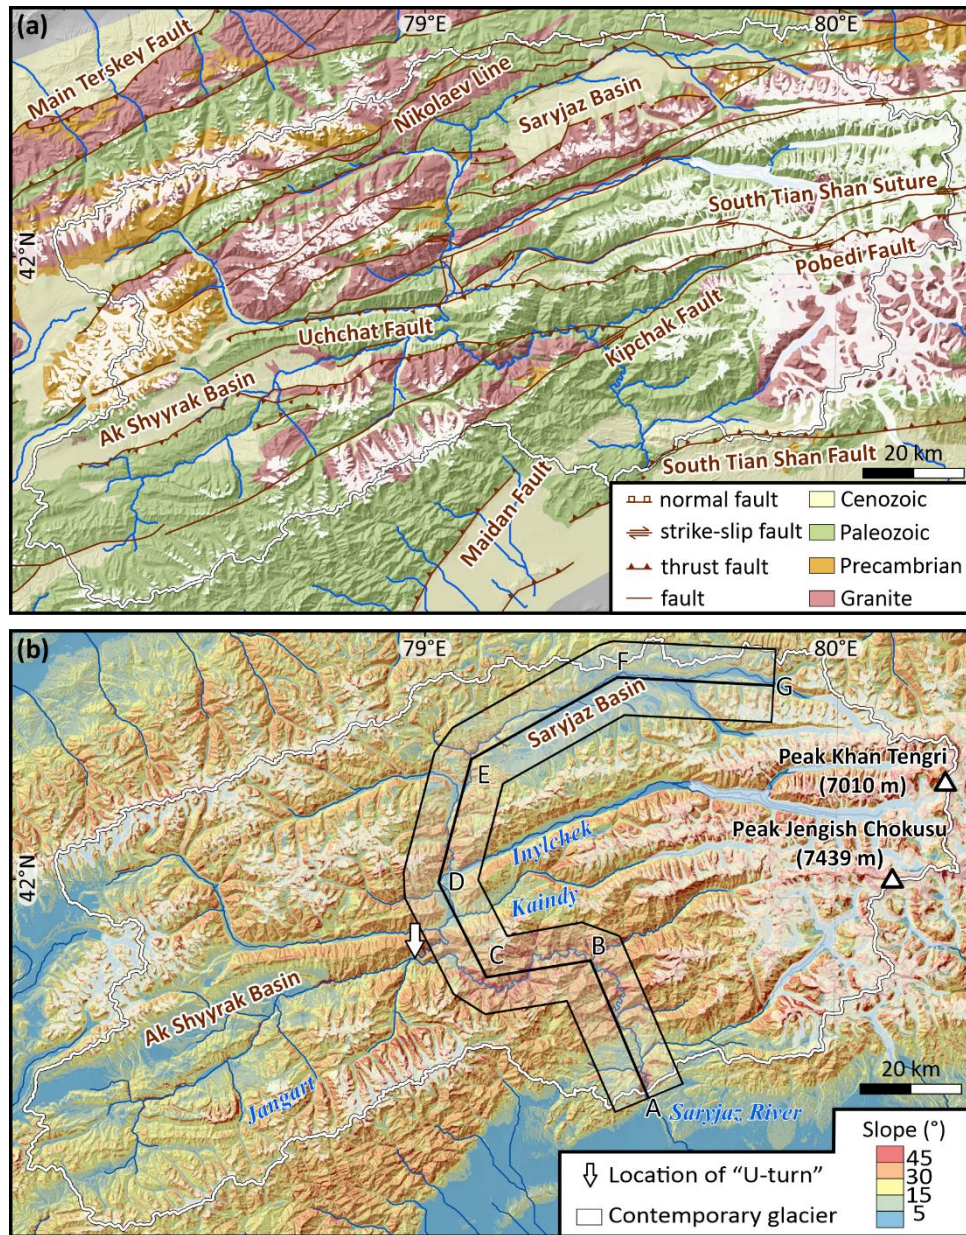 (a)
79°E
80°E
Main Terskey Fault
Nikolaev Line
Saryjaz Basin
South Tian Shan Suture
42°N
Pobedi Fault
Uchchat Fault
Kipchak Fault
Ak Shyyrak Basin
Maidan Fault
South Tian Shan Fault
20 km
normal fault
strike-slip fault
thrust fault
fault
Cenozoic
Paleozoic
Precambrian
Granite
(b)
79°E
80°E
F
G
Saryjaz Basin
E
Peak Khan Tengri
(7010 m)
Inylchek
Peak Jengish Chokusu
(7439 m)
42°N
D
Kaindy
C
B
Ak Shyyrak Basin
Jangart
A
Saryjaz River
20 km
Location of “U-turn”
Contemporary glacier
Slope (°)
45
30
15
5